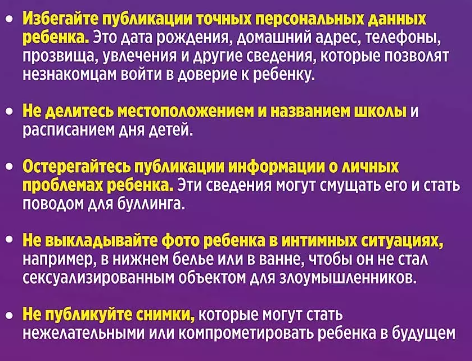 • Избегайте публикации точных персональных данных
ребенка. Это дата рождения, домашний адрес, телефоны,
прозвища, увлечения и другие сведения, которые позволят
незнакомцам войти в доверие к ребенку.
• Не делитесь местоположением и названием школы и
расписанием дня детей.
• Остерегайтесь публикации информации о личных
проблемах ребенка. Эти сведения могут смущать его и стать
поводом для буллинга.
• Не выкладывайте фото ребенка в интимных ситуациях,
например, в нижнем белье или в ванне, чтобы он не стал
сексуализированным объектом для злоумышленников.
• Не публикуйте снимки, которые могут стать
нежелательными или компрометировать ребенка в будущем